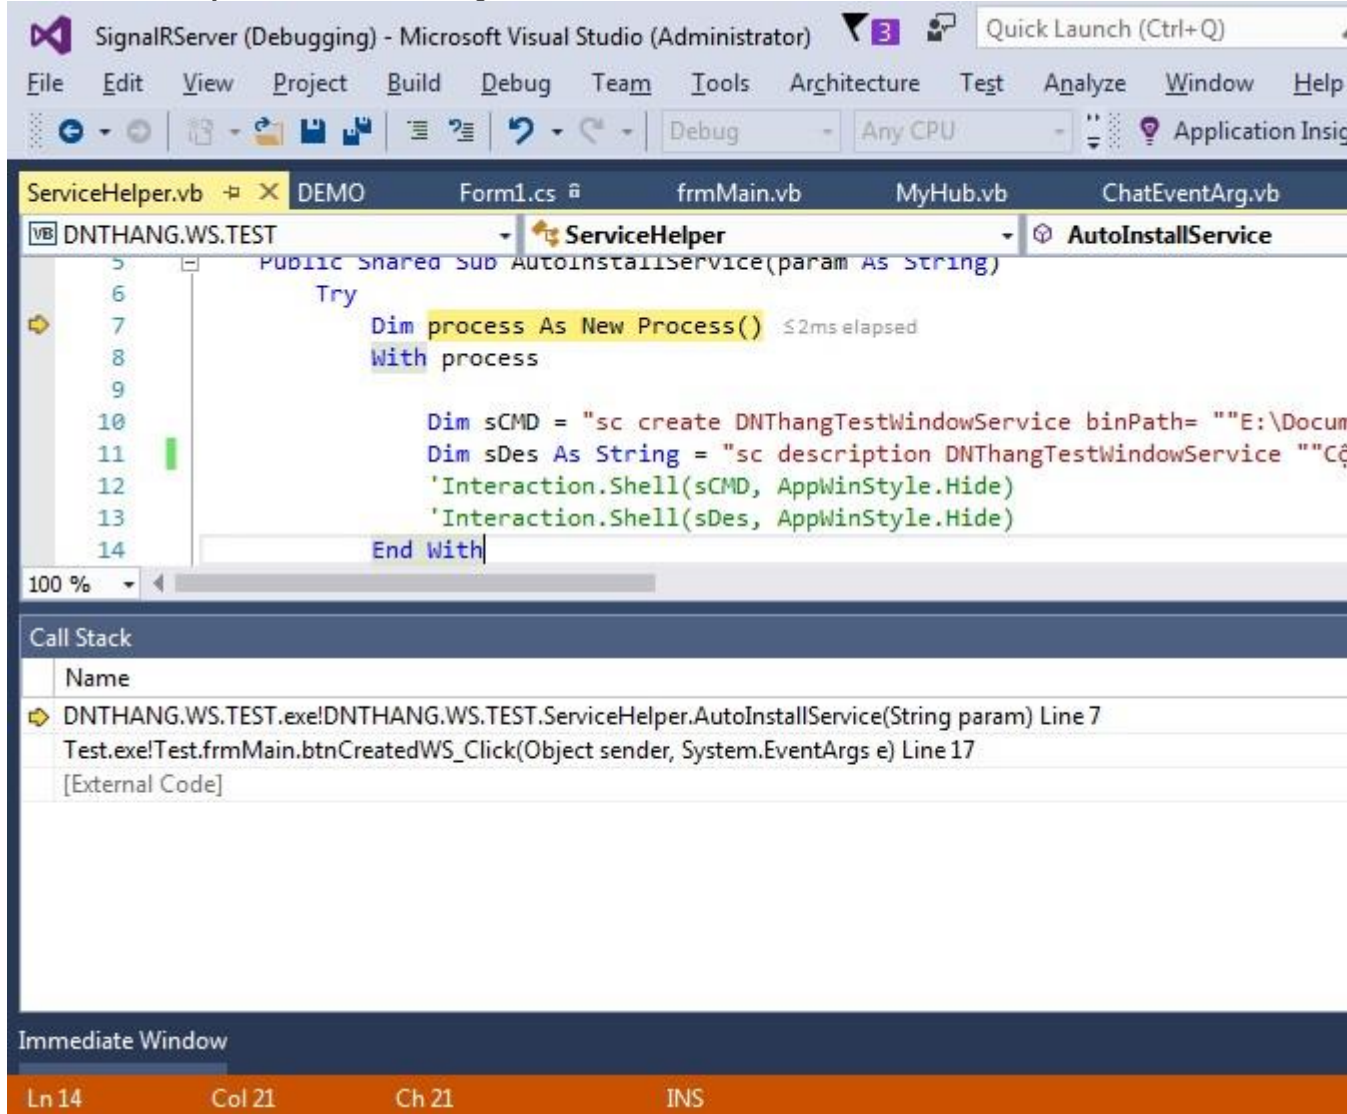 SignalRServer (Debugging) - Microsoft Visual Studio (Administrator) 3 Quick Launch (Ctrl+Q)
File Edit View Project Build Debug Team Tools Architecture Test Analyze Window Help
Debug Any CPU Application Insig
ServiceHelper.vb DEMO Form1.cs frmMain.vb MyHub.vb ChatEventArg.vb
VB DNTHANG.WS.TEST ServiceHelper AutoInstallService
5 Public Shared Sub AutoInstallService(param As String)
6 Try
7 Dim process As New Process() ≤2ms elapsed
8 With process
9
10 Dim sCMD = "sc create DNThangTestWindowService binPath= ""E:\Docum
11 Dim sDes As String = "sc description DNThangTestWindowService ""Cộ
12 'Interaction.Shell(sCMD, AppWinStyle.Hide)
13 'Interaction.Shell(sDes, AppWinStyle.Hide)
14 End With
100 %
Call Stack
Name
DNTHANG.WS.TEST.exe!DNTHANG.WS.TEST.ServiceHelper.AutoInstallService(String param) Line 7
Test.exe!Test.frmMain.btnCreatedWS_Click(Object sender, System.EventArgs e) Line 17
[External Code]
Immediate Window
Ln 14 Col 21 Ch 21 INS